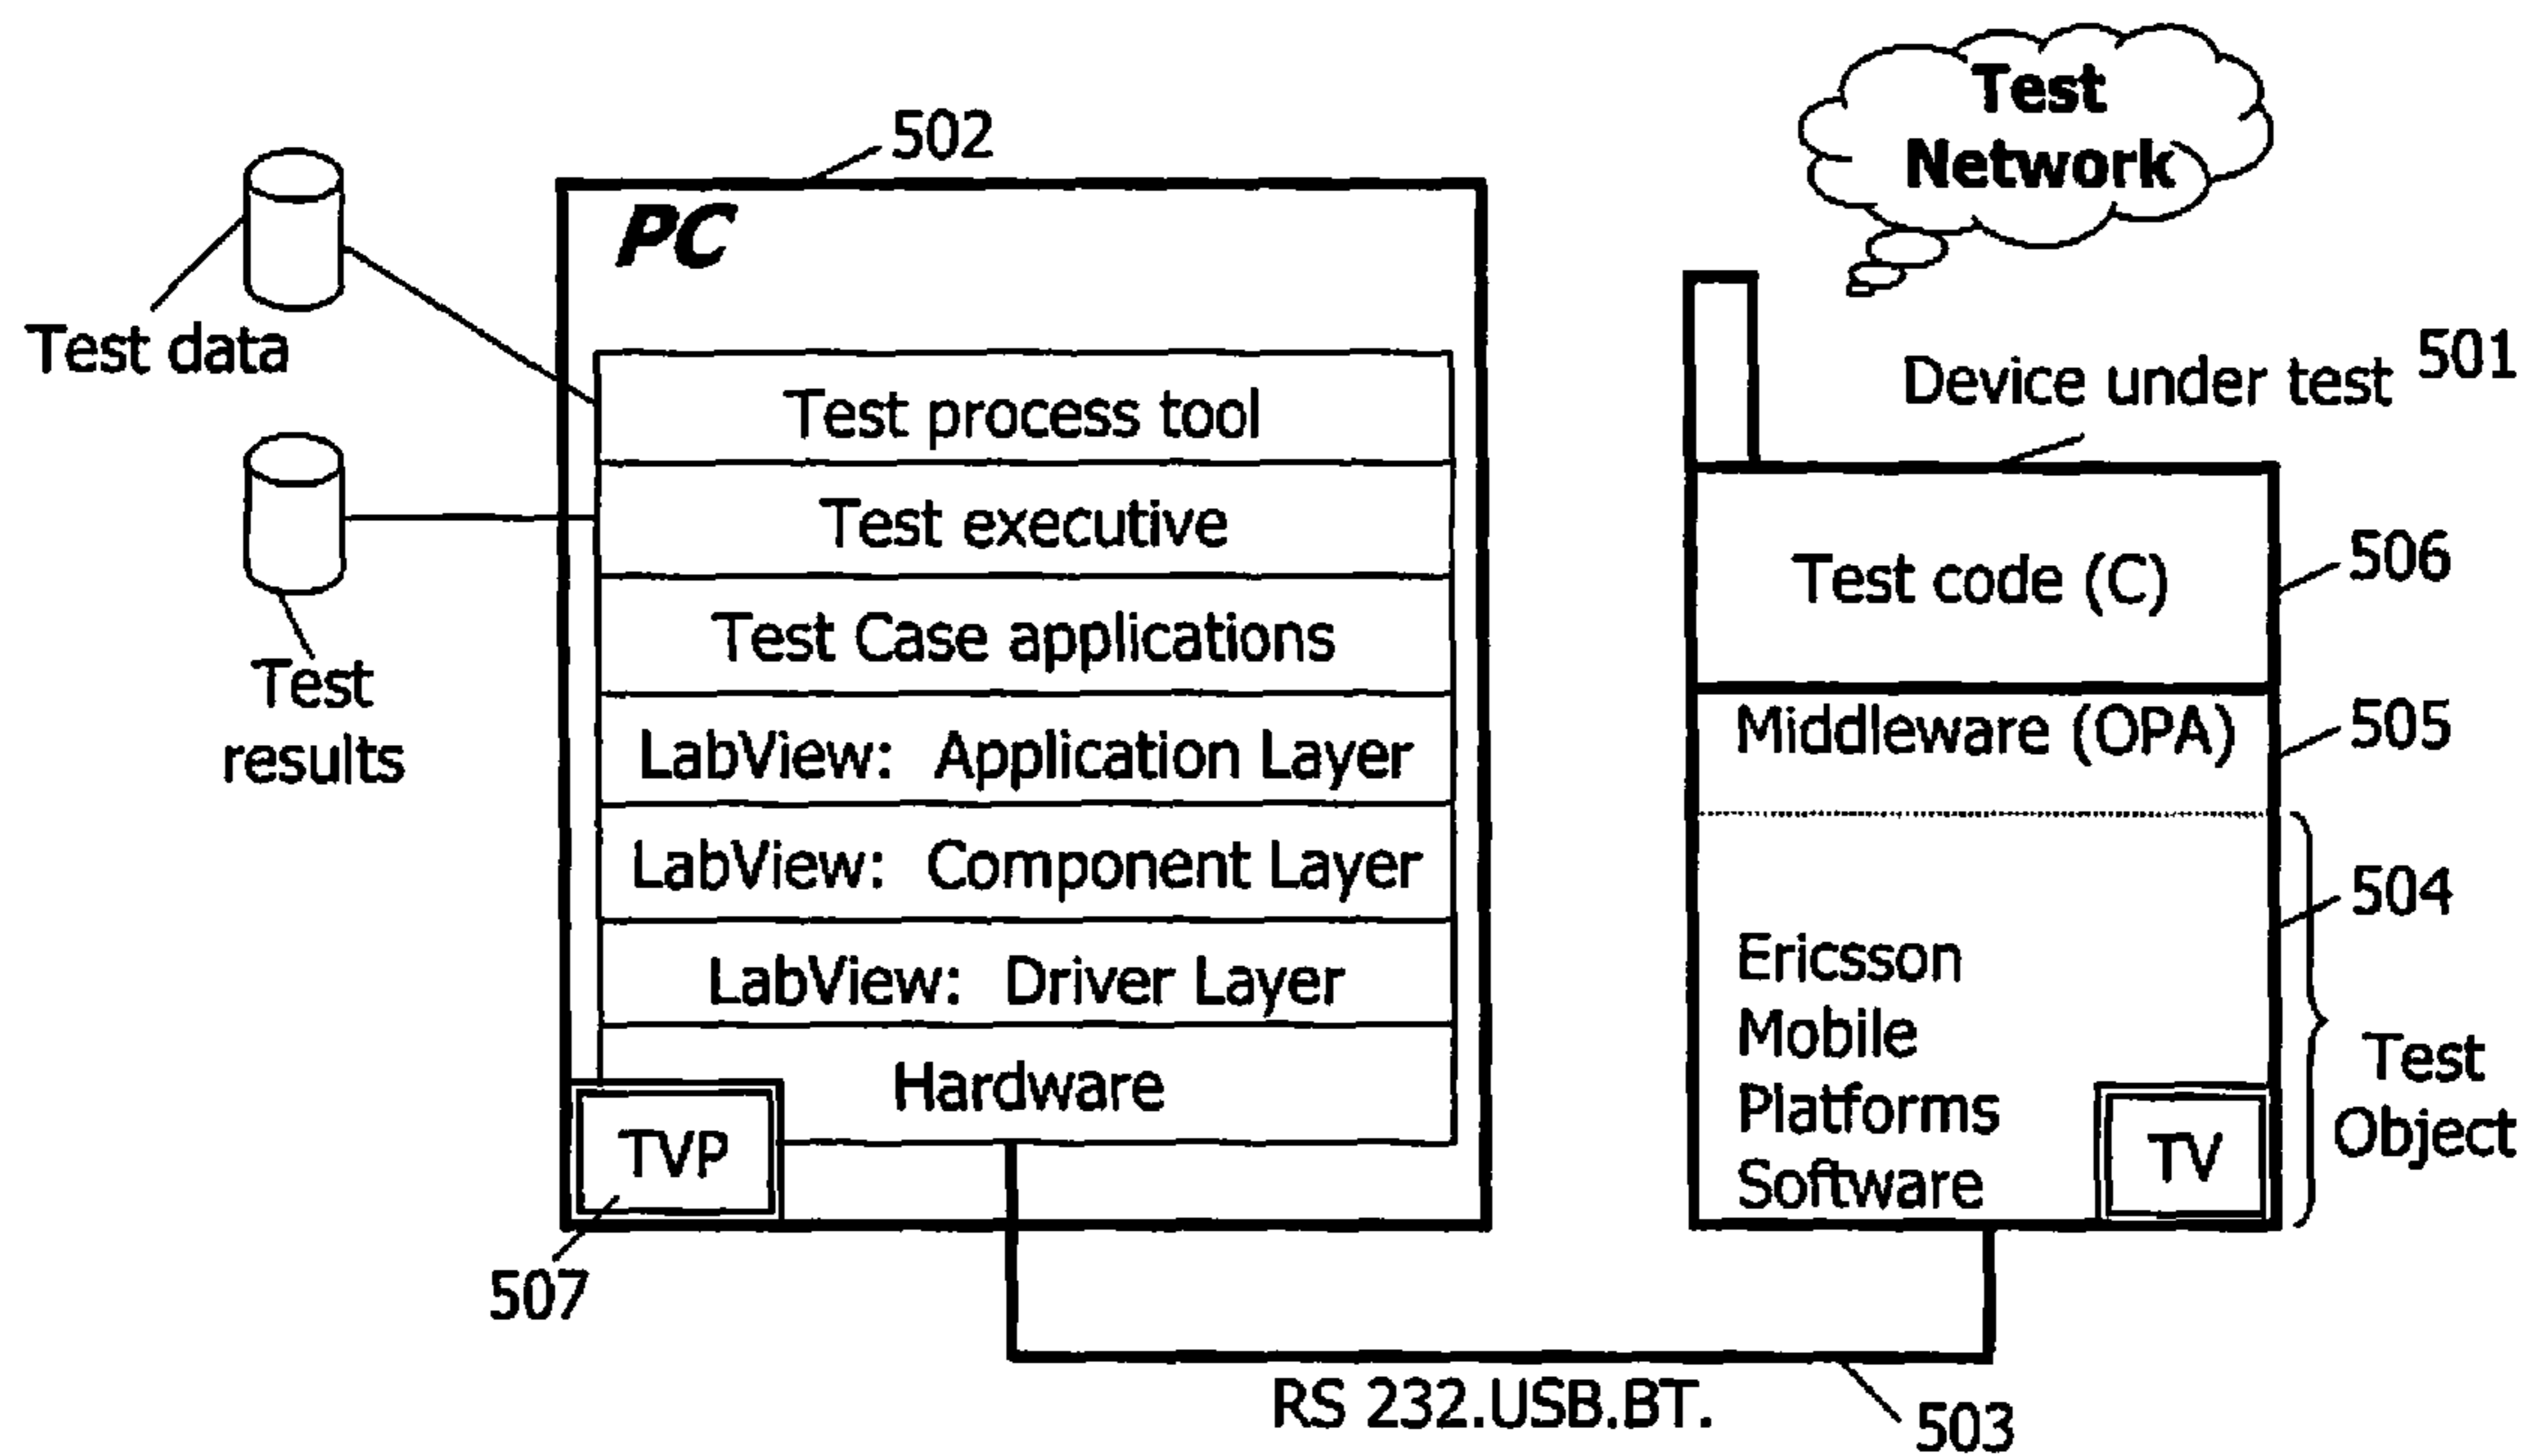 Test
Network
502
PC
Test data
Device under test 501
Test process tool
Test executive
Test code (C)
506
Test Case applications
Test
results
LabView: Application Layer
Middleware (OPA)
505
LabView: Component Layer
504
LabView: Driver Layer
Ericsson
Mobile
Platforms
Software
Test
Object
Hardware
TVP
TV
507
RS 232.USB.BT.
503